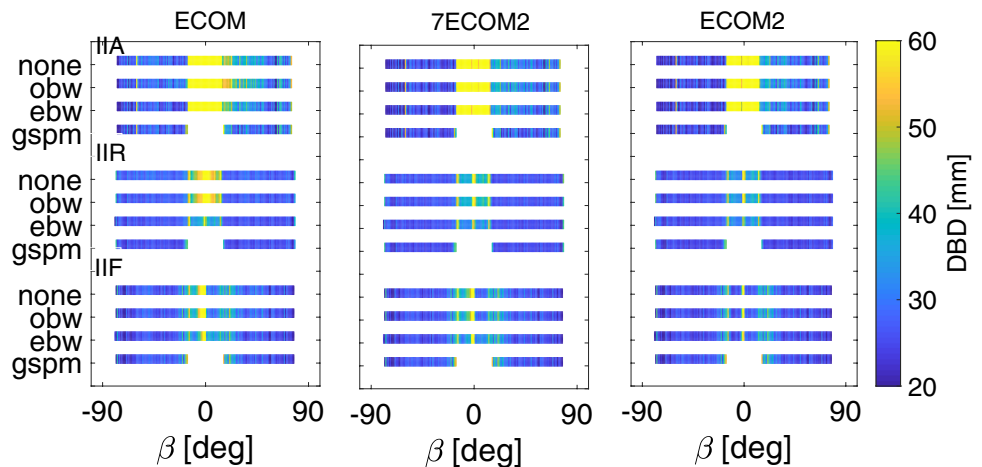 ECOM 7ECOM2 ECOM2
IIA
none
obw
ebw
gspm
IIR
none
obw
ebw
gspm
IIF
none
obw
ebw
gspm
-90 0 90 -90 0 90 -90 0 90
β [deg] β [deg] β [deg]
60
50
40
30
20
DBD [mm]